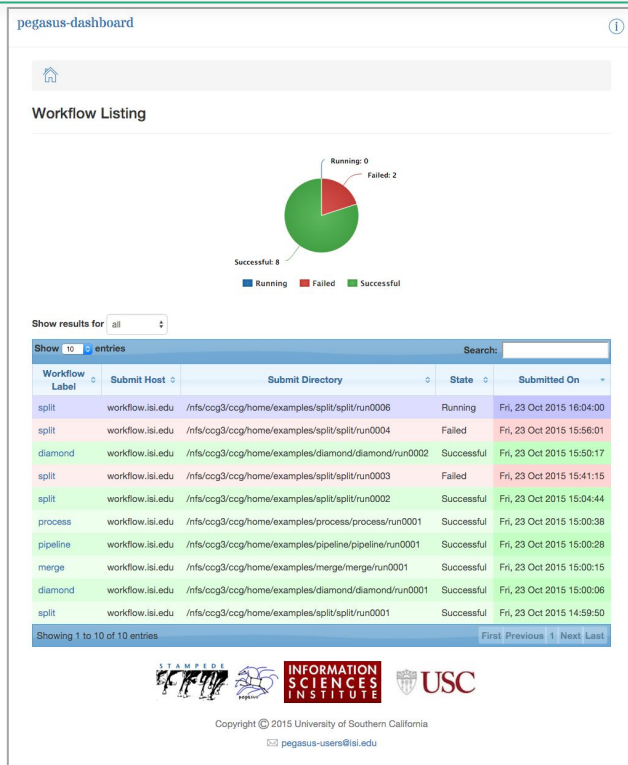 pegasus-dashboard
i
Workflow Listing
Running: 0
Failed: 2
Successful: 8
Running Failed Successful
Show results for all
Show 10 entries Search:
Workflow Label Submit Host Submit Directory State Submitted On
split workflow.isi.edu /nfs/ccg3/ccg/home/examples/split/split/run0006 Running Fri, 23 Oct 2015 16:04:00
split workflow.isi.edu /nfs/ccg3/ccg/home/examples/split/split/run0004 Failed Fri, 23 Oct 2015 15:56:01
diamond workflow.isi.edu /nfs/ccg3/ccg/home/examples/diamond/diamond/run0002 Successful Fri, 23 Oct 2015 15:50:17
split workflow.isi.edu /nfs/ccg3/ccg/home/examples/split/split/run0003 Failed Fri, 23 Oct 2015 15:41:15
split workflow.isi.edu /nfs/ccg3/ccg/home/examples/split/split/run0002 Successful Fri, 23 Oct 2015 15:04:44
process workflow.isi.edu /nfs/ccg3/ccg/home/examples/process/process/run0001 Successful Fri, 23 Oct 2015 15:00:38
pipeline workflow.isi.edu /nfs/ccg3/ccg/home/examples/pipeline/pipeline/run0001 Successful Fri, 23 Oct 2015 15:00:28
merge workflow.isi.edu /nfs/ccg3/ccg/home/examples/merge/merge/run0001 Successful Fri, 23 Oct 2015 15:00:15
diamond workflow.isi.edu /nfs/ccg3/ccg/home/examples/diamond/diamond/run0001 Successful Fri, 23 Oct 2015 15:00:06
split workflow.isi.edu /nfs/ccg3/ccg/home/examples/split/split/run0001 Successful Fri, 23 Oct 2015 14:59:50
Showing 1 to 10 of 10 entries First Previous 1 Next Last
STAMPEDE
pegasus
INFORMATION
SCIENCES
INSTITUTE
USC
Copyright © 2015 University of Southern California
pegasus-users@isi.edu